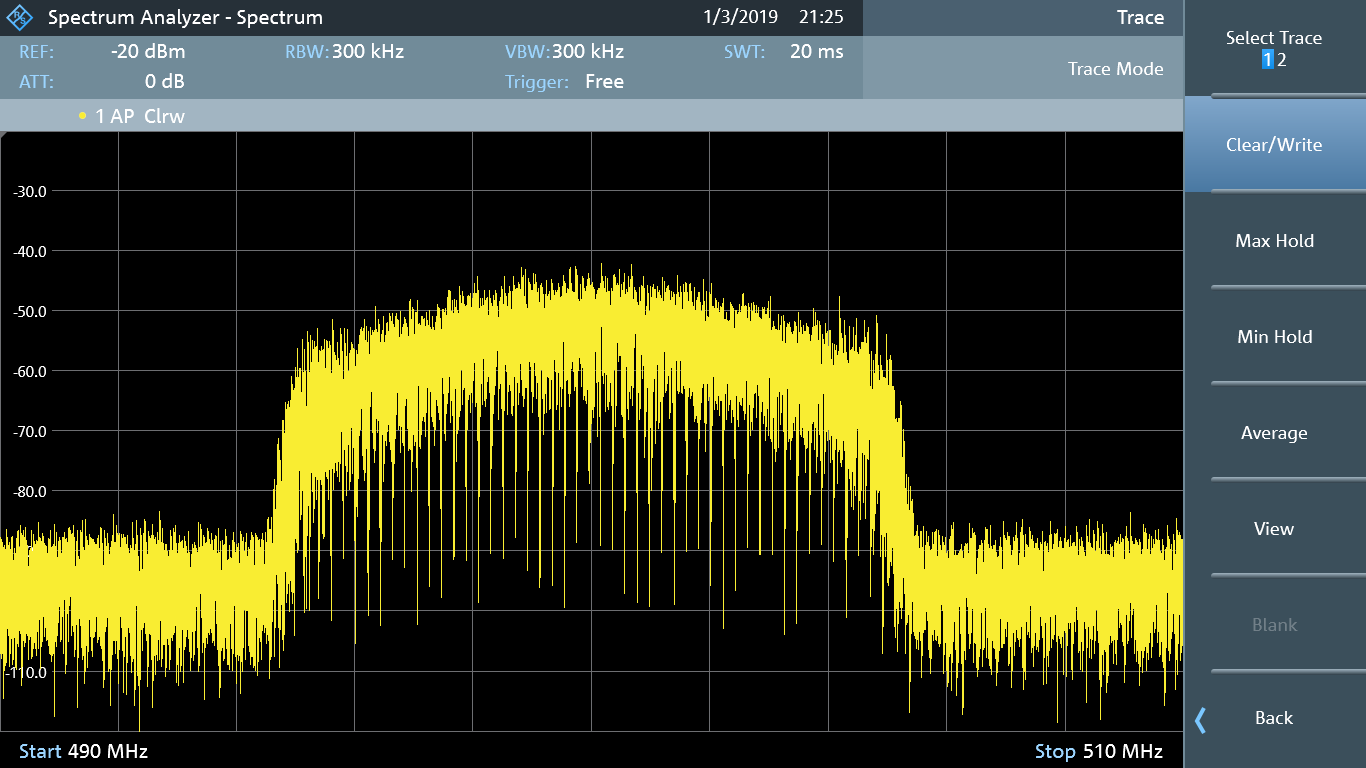 Spectrum Analyzer - Spectrum 1/3/2019 21:25 Trace
REF: -20 dBm RBW: 300 kHz VBW: 300 kHz SWT: 20 ms
ATT: 0 dB Trigger: Free
Trace Mode
1 AP Clrw
-30.0
-40.0
-50.0
-60.0
-70.0
-80.0
-110.0
Start 490 MHz Stop 510 MHz
Select Trace
1 2
Clear/Write
Max Hold
Min Hold
Average
View
Blank
Back